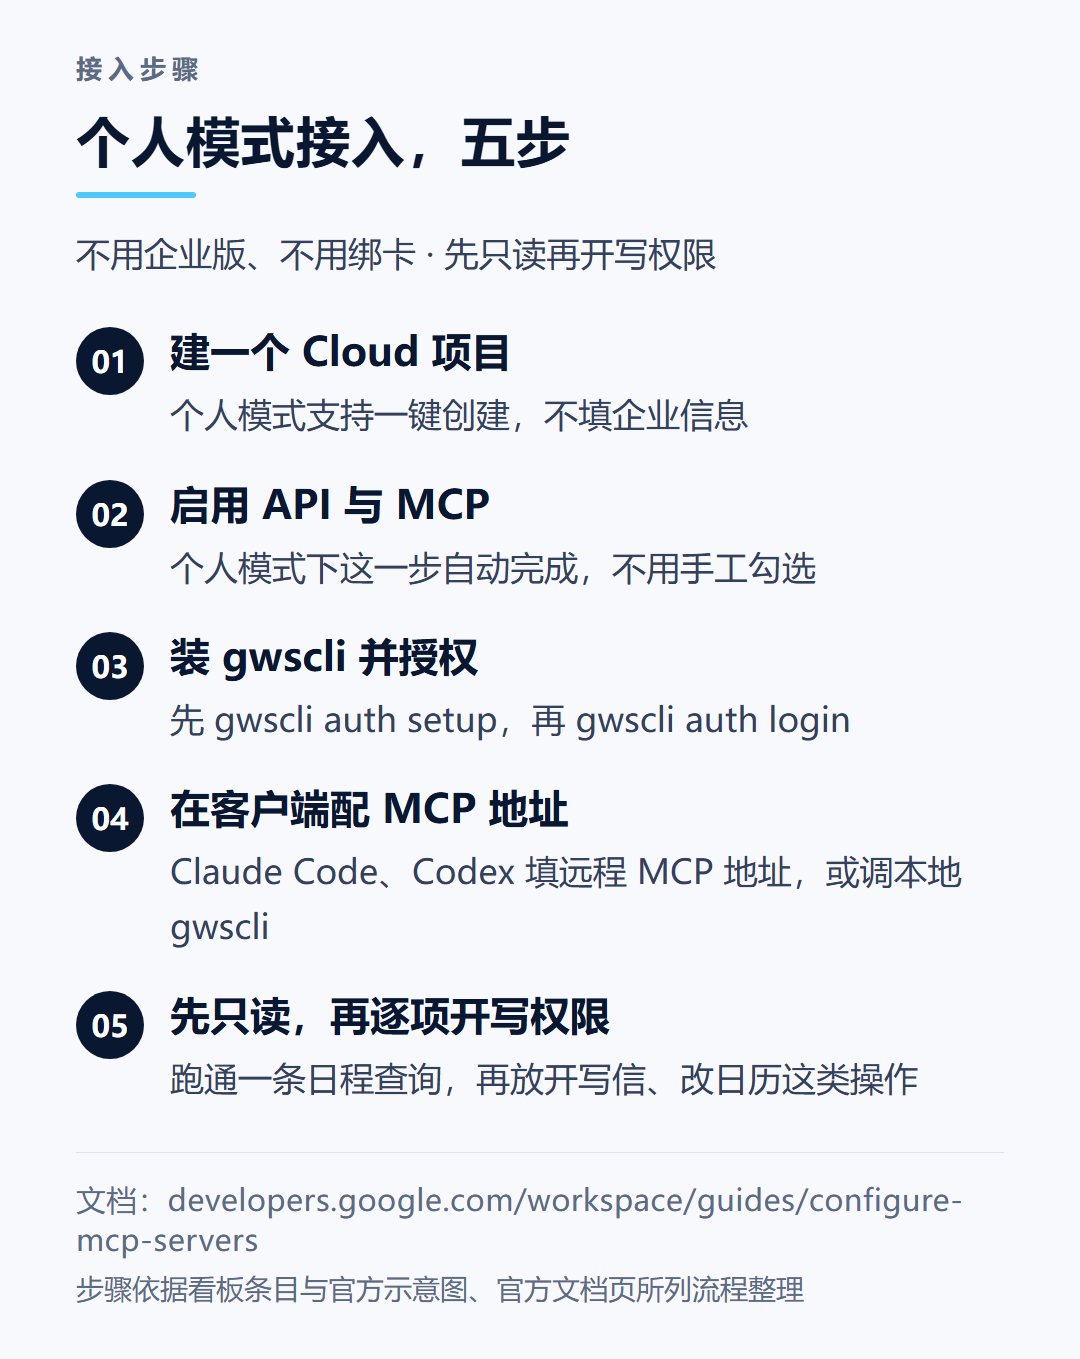 接入步骤
个人模式接入，五步
不用企业版、不用绑卡 · 先只读再开写权限
01
建一个 Cloud 项目
个人模式支持一键创建，不填企业信息
02
启用 API 与 MCP
个人模式下这一步自动完成，不用手工勾选
03
装 gwscli 并授权
先 gwscli auth setup，再 gwscli auth login
04
在客户端配 MCP 地址
Claude Code、Codex 填远程 MCP 地址，或调本地
gwscli
05
先只读，再逐项开写权限
跑通一条日程查询，再放开写信、改日历这类操作
文档：developers.google.com/workspace/guides/configure-
mcp-servers
步骤依据看板条目与官方示意图、官方文档页所列流程整理